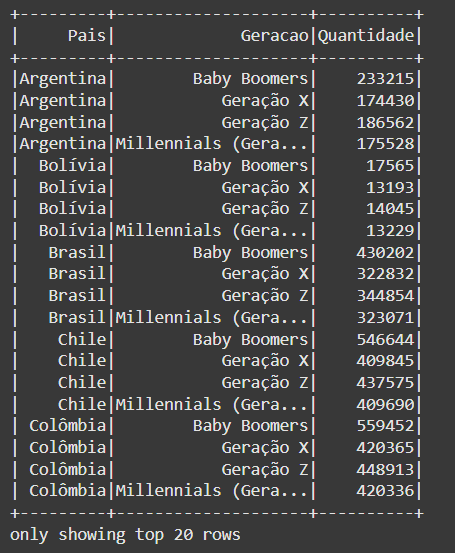 +---------+--------------------+----------+
|     Pais|             Geracao|Quantidade|
+---------+--------------------+----------+
|Argentina|        Baby Boomers|    233215|
|Argentina|           Geração X|    174430|
|Argentina|           Geração Z|    186562|
|Argentina|Millennials (Gera...|    175528|
|  Bolívia|        Baby Boomers|     17565|
|  Bolívia|           Geração X|     13193|
|  Bolívia|           Geração Z|     14045|
|  Bolívia|Millennials (Gera...|     13229|
|   Brasil|        Baby Boomers|    430202|
|   Brasil|           Geração X|    322832|
|   Brasil|           Geração Z|    344854|
|   Brasil|Millennials (Gera...|    323071|
|    Chile|        Baby Boomers|    546644|
|    Chile|           Geração X|    409845|
|    Chile|           Geração Z|    437575|
|    Chile|Millennials (Gera...|    409690|
| Colômbia|        Baby Boomers|    559452|
| Colômbia|           Geração X|    420365|
| Colômbia|           Geração Z|    448913|
| Colômbia|Millennials (Gera...|    420336|
+---------+--------------------+----------+
only showing top 20 rows